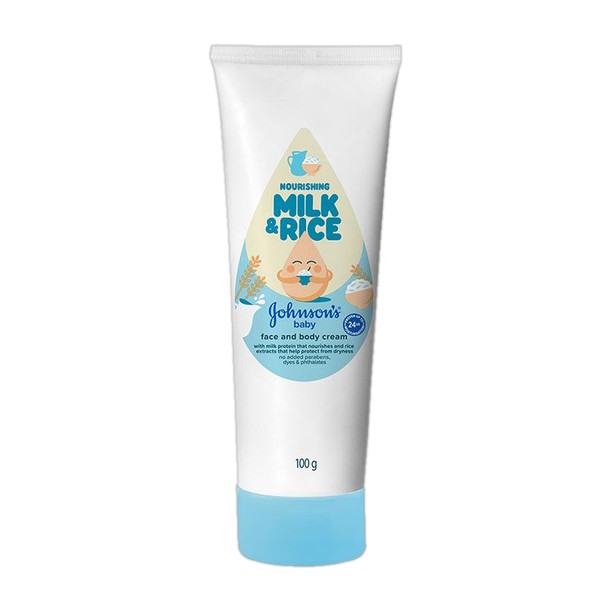 NOURISHING
MILK
& RICE
Johnson's®
baby
face and body cream
with milk protein that nourishes and rice
extracts that help protect from dryness
no added parabens,
dyes & phthalates
24
100 g